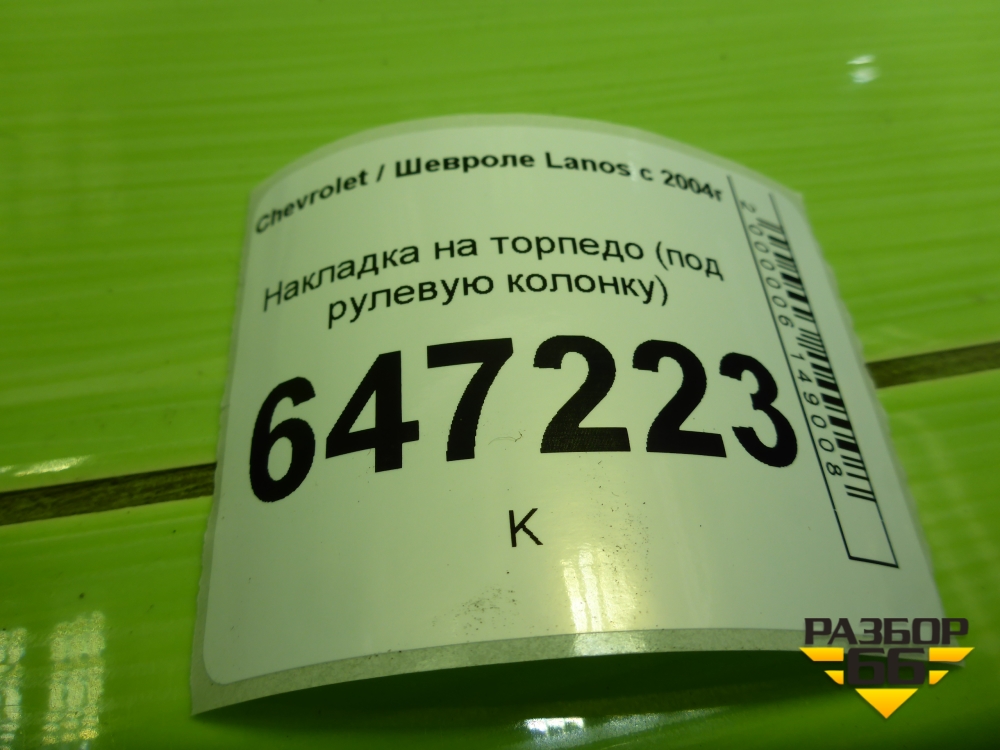 Chevrolet / Шевроле Lanos с 2004г
Накладка на торпедо (под
рулевую колонку)
647223
К
2000006149008
РАЗБОР
66